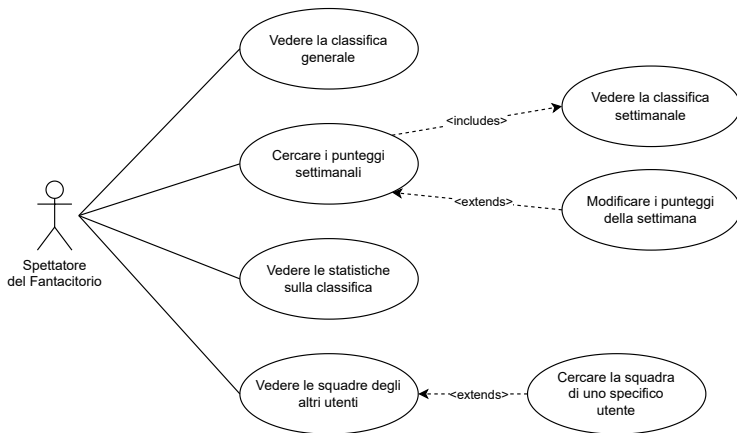 Vedere la classifica
generale
Vedere la classifica
settimanale
<includes>
Cercare i punteggi
settimanali
<extends>
Modificare i punteggi
della settimana
Spettatore
del Fantacitorio
Vedere le statistiche
sulla classifica
Vedere le squadre degli
altri utenti
<extends>
Cercare la squadra
di uno specifico
utente